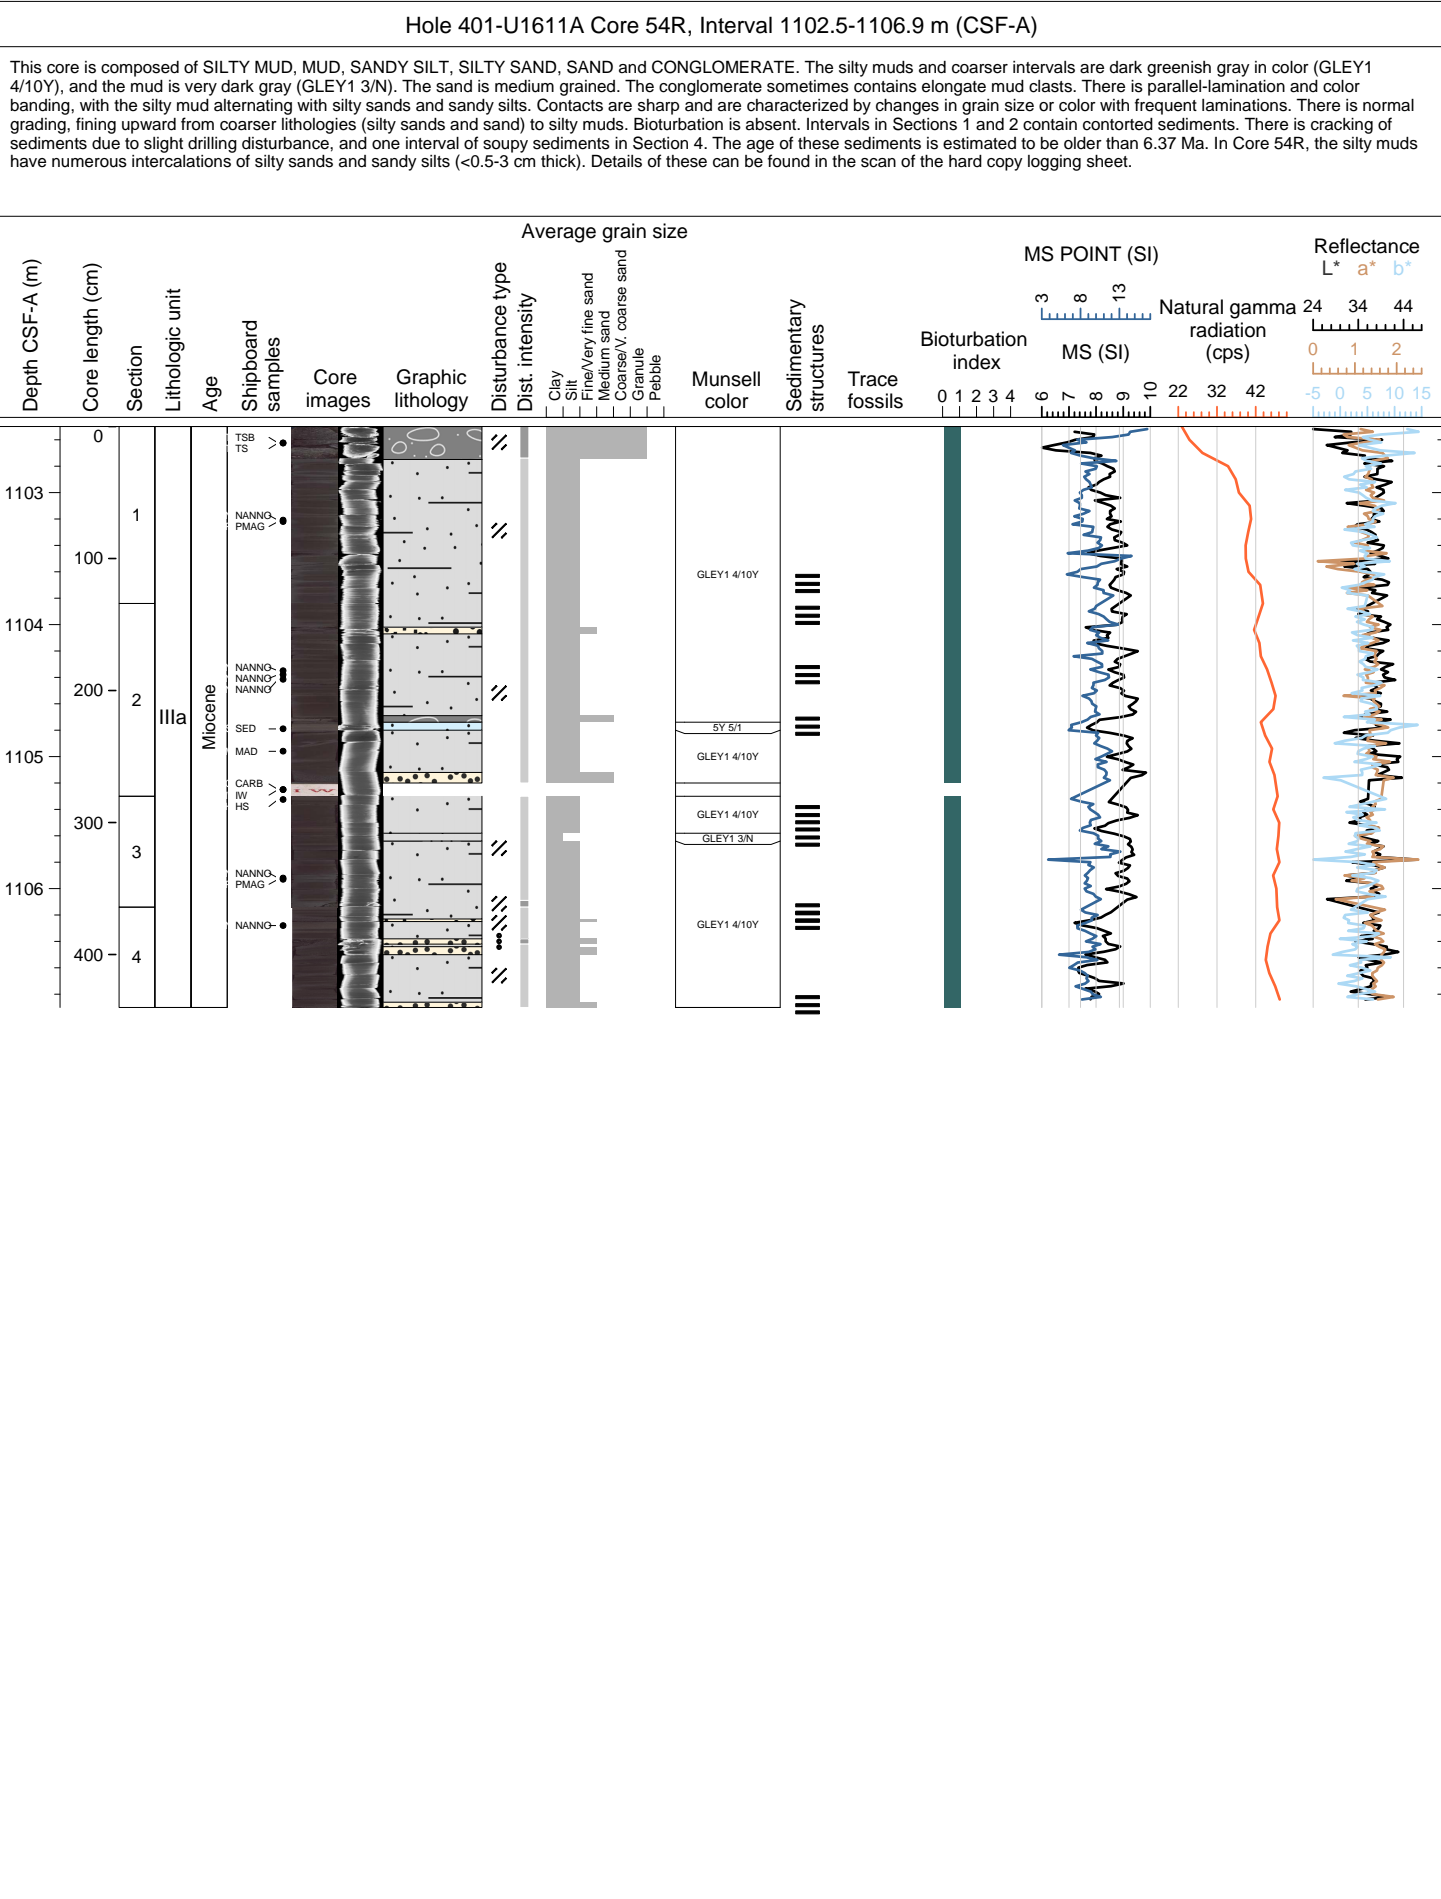 Hole 401-U1611A Core 54R, Interval 1102.5-1106.9 m (CSF-A)
This core is composed of SILTY MUD, MUD, SANDY SILT, SILTY SAND, SAND and CONGLOMERATE. The silty muds and coarser intervals are dark greenish gray in color (GLEY1
4/10Y), and the mud is very dark gray (GLEY1 3/N). The sand is medium grained. The conglomerate sometimes contains elongate mud clasts. There is parallel-lamination and color
banding, with the silty mud alternating with silty sands and sandy silts. Contacts are sharp and are characterized by changes in grain size or color with frequent laminations. There is normal
grading, fining upward from coarser lithologies (silty sands and sand) to silty muds. Bioturbation is absent. Intervals in Sections 1 and 2 contain contorted sediments. There is cracking of
sediments due to slight drilling disturbance, and one interval of soupy sediments in Section 4. The age of these sediments is estimated to be older than 6.37 Ma. In Core 54R, the silty muds
have numerous intercalations of silty sands and sandy silts (<0.5-3 cm thick). Details of these can be found in the scan of the hard copy logging sheet.
Depth CSF-A (m)
Core length (cm)
Section
Lithologic unit
Age
Shipboard
samples
Core
images
Graphic
lithology
Disturbance type
Dist. intensity
Average grain size
Clay
Silt
Fine/Very fine sand
Medium sand
Coarse/V. coarse sand
Granule
Pebble
Munsell
color
Sedimentary
structures
Trace
fossils
Bioturbation
index
0 1 2 3 4
MS POINT (SI)
3 8 13
MS (SI)
6 7 8 9 10
Natural gamma
radiation
(cps)
22 32 42
Reflectance
L* a* b*
24 34 44
0 1 2
-5 0 5 10 15
1103
1104
1105
1106
0
100
200
300
400
1
2
3
4
IIIa
Miocene
TSB
TS
NANNO
PMAG
NANNO
NANNO
NANNO
SED
MAD
CARB
IW
HS
NANNO
PMAG
NANNO
I W
GLEY1 4/10Y
5Y 5/1
GLEY1 4/10Y
GLEY1 4/10Y
GLEY1 3/N
GLEY1 4/10Y